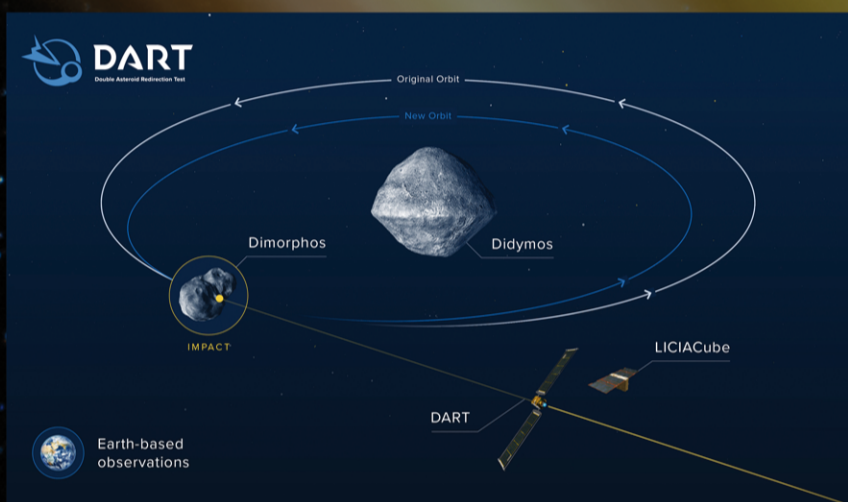 DART
Double Asteroid Redirection Test
Original Orbit
New Orbit
Dimorphos
Didymos
IMPACT
LICIACube
DART
Earth-based
observations